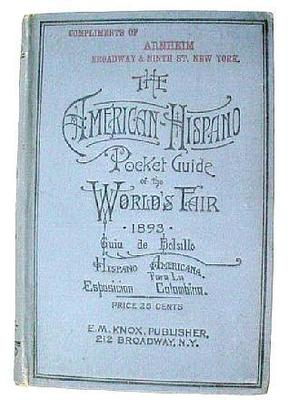 COMPLIMENTS OF
ARNHEIM
BROADWAY & NINTH ST. NEW YORK.
THE
AMERICAN-HISPANO
Pocket Guide
of the
WORLD'S FAIR
· 1893 ·
Guia de Bolsillo
HISPANO AMERICANA
Para La
Esposicion Colombina.
PRICE 25 CENTS
E.M. KNOX, PUBLISHER,
212 BROADWAY, N.Y.